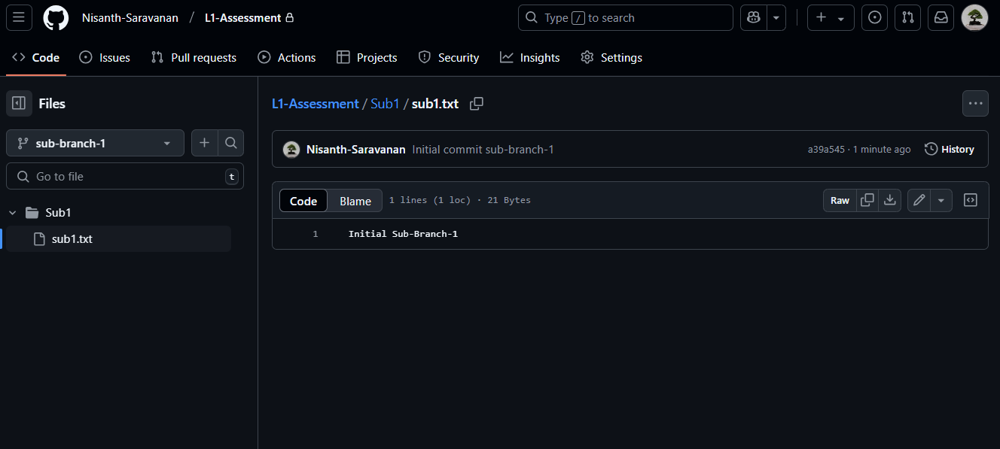 Nisanth-Saravanan / L1-Assessment
Type / to search
Code Issues Pull requests Actions Projects Security Insights Settings
Files
sub-branch-1
Go to file t
Sub1
sub1.txt
L1-Assessment / Sub1 / sub1.txt
Nisanth-Saravanan Initial commit sub-branch-1 a39a545 · 1 minute ago History
Code Blame 1 lines (1 loc) · 21 Bytes Raw
1 Initial Sub-Branch-1